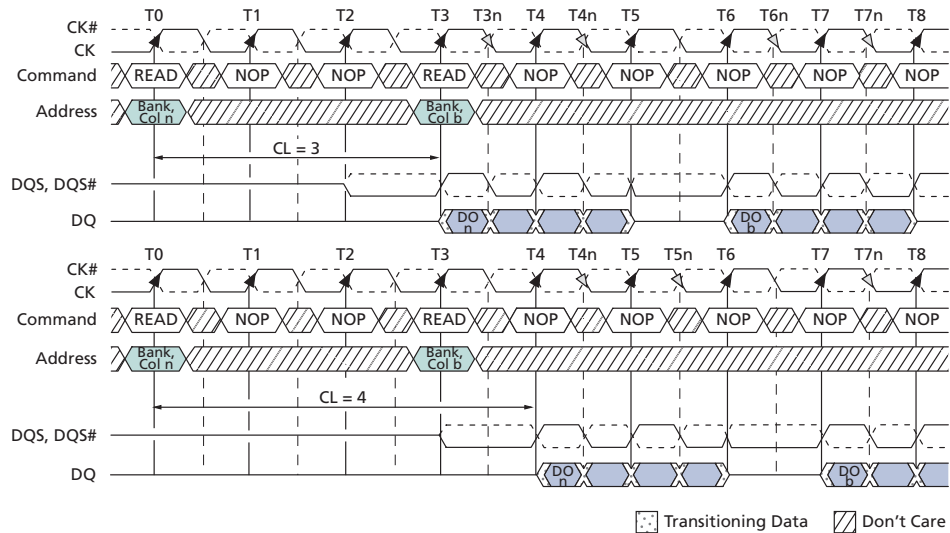 T0 T1 T2 T3 T3n T4 T4n T5 T6 T6n T7 T7n T8
CK#
CK
Command READ NOP NOP READ NOP NOP NOP NOP NOP
Address Bank, Col n Bank, Col b
CL = 3
DQS, DQS#
DQ DO n DO b
T0 T1 T2 T3 T4 T4n T5 T5n T6 T7 T7n T8
CK#
CK
Command READ NOP NOP READ NOP NOP NOP NOP NOP
Address Bank, Col n Bank, Col b
CL = 4
DQS, DQS#
DQ DO n DO b
Transitioning Data Don't Care